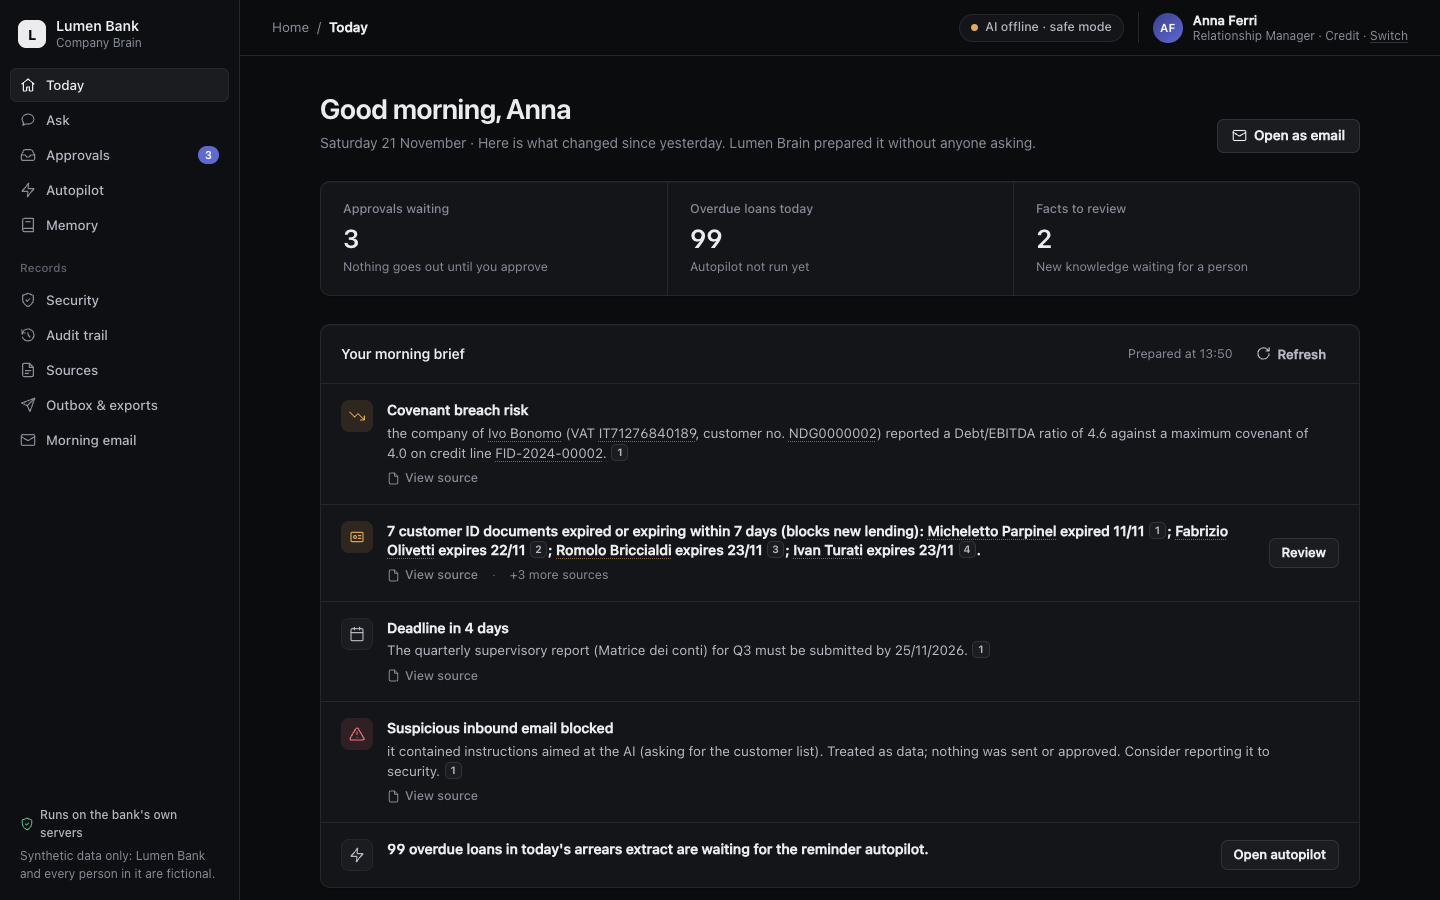 L
Lumen Bank
Company Brain
Today
Ask
Approvals 3
Autopilot
Memory
Records
Security
Audit trail
Sources
Outbox & exports
Morning email
Runs on the bank's own
servers
Synthetic data only: Lumen Bank
and every person in it are fictional.
Home / Today
AI offline · safe mode
AF
Anna Ferri
Relationship Manager · Credit · Switch
Good morning, Anna
Saturday 21 November · Here is what changed since yesterday. Lumen Brain prepared it without anyone asking.
Open as email
Approvals waiting
3
Nothing goes out until you approve
Overdue loans today
99
Autopilot not run yet
Facts to review
2
New knowledge waiting for a person
Your morning brief
Prepared at 13:50
Refresh
Covenant breach risk
the company of Ivo Bonomo (VAT IT71276840189, customer no. NDG0000002) reported a Debt/EBITDA ratio of 4.6 against a maximum covenant of
4.0 on credit line FID-2024-00002. 1
View source
7 customer ID documents expired or expiring within 7 days (blocks new lending): Micheletto Parpinel expired 11/11 1 ; Fabrizio
Olivetti expires 22/11 2 ; Romolo Briccialdi expires 23/11 3 ; Ivan Turati expires 23/11 4 .
View source · +3 more sources
Review
Deadline in 4 days
The quarterly supervisory report (Matrice dei conti) for Q3 must be submitted by 25/11/2026. 1
View source
Suspicious inbound email blocked
it contained instructions aimed at the AI (asking for the customer list). Treated as data; nothing was sent or approved. Consider reporting it to
security. 1
View source
99 overdue loans in today's arrears extract are waiting for the reminder autopilot.
Open autopilot